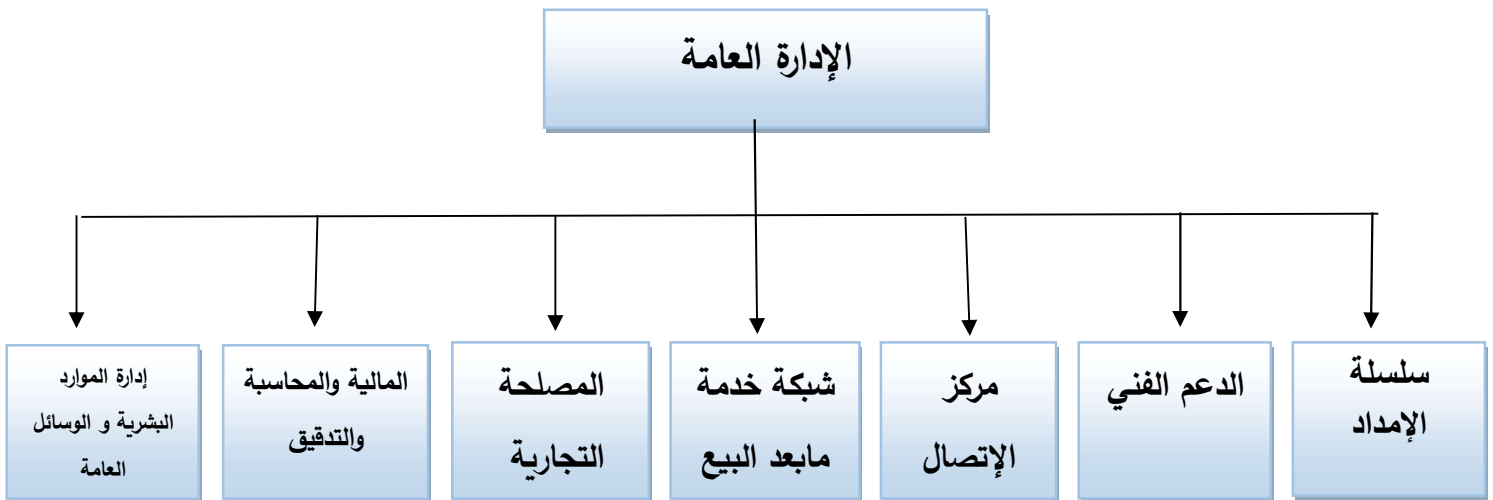 الإدارة العامة
سلسلة
الإمداد
الدعم الفني
مركز
الإتصال
شبكة خدمة
مابعد البيع
المصلحة
التجارية
المالية والمحاسبة
والتدقيق
إدارة الموارد
البشرية و الوسائل
العامة